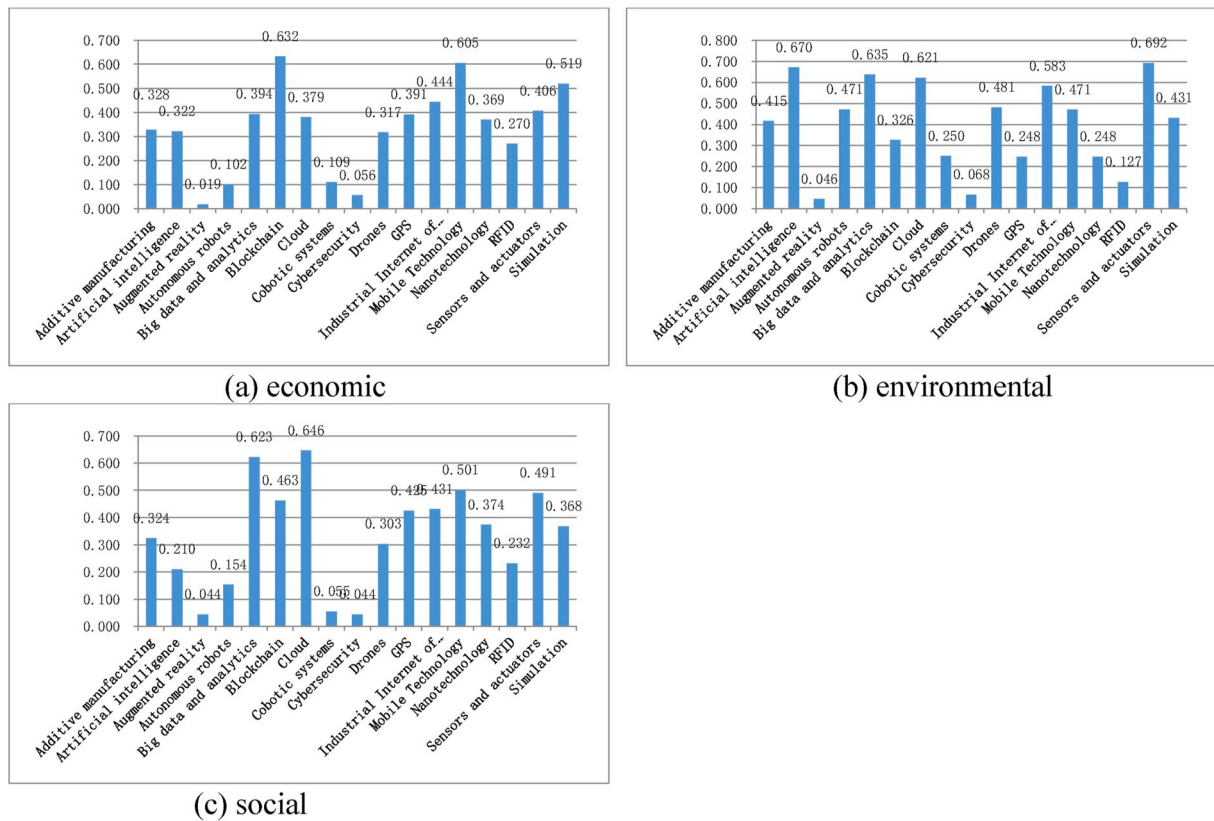 0.700
0.600
0.500
0.400
0.300
0.200
0.100
0.000
0.328
0.322
0.019
0.102
0.394
0.632
0.379
0.109
0.056
0.317
0.391
0.444
0.605
0.369
0.270
0.406
0.519
Additive manufacturing
Artificial intelligence
Augmented reality
Autonomous robots
Big data and analytics
Blockchain
Cloud
Cobotic systems
Cybersecurity
Drones
GPS
Industrial Internet of…
Mobile Technology
Nanotechnology
RFID
Sensors and actuators
Simulation
(a) economic
0.800
0.700
0.600
0.500
0.400
0.300
0.200
0.100
0.000
0.415
0.670
0.046
0.471
0.635
0.326
0.621
0.250
0.068
0.481
0.248
0.583
0.471
0.248
0.127
0.692
0.431
Additive manufacturing
Artificial intelligence
Augmented reality
Autonomous robots
Big data and analytics
Blockchain
Cloud
Cobotic systems
Cybersecurity
Drones
GPS
Industrial Internet of…
Mobile Technology
Nanotechnology
RFID
Sensors and actuators
Simulation
(b) environmental
0.700
0.600
0.500
0.400
0.300
0.200
0.100
0.000
0.324
0.210
0.044
0.154
0.623
0.463
0.646
0.055
0.044
0.303
0.425
0.431
0.501
0.374
0.232
0.491
0.368
Additive manufacturing
Artificial intelligence
Augmented reality
Autonomous robots
Big data and analytics
Blockchain
Cloud
Cobotic systems
Cybersecurity
Drones
GPS
Industrial Internet of…
Mobile Technology
Nanotechnology
RFID
Sensors and actuators
Simulation
(c) social